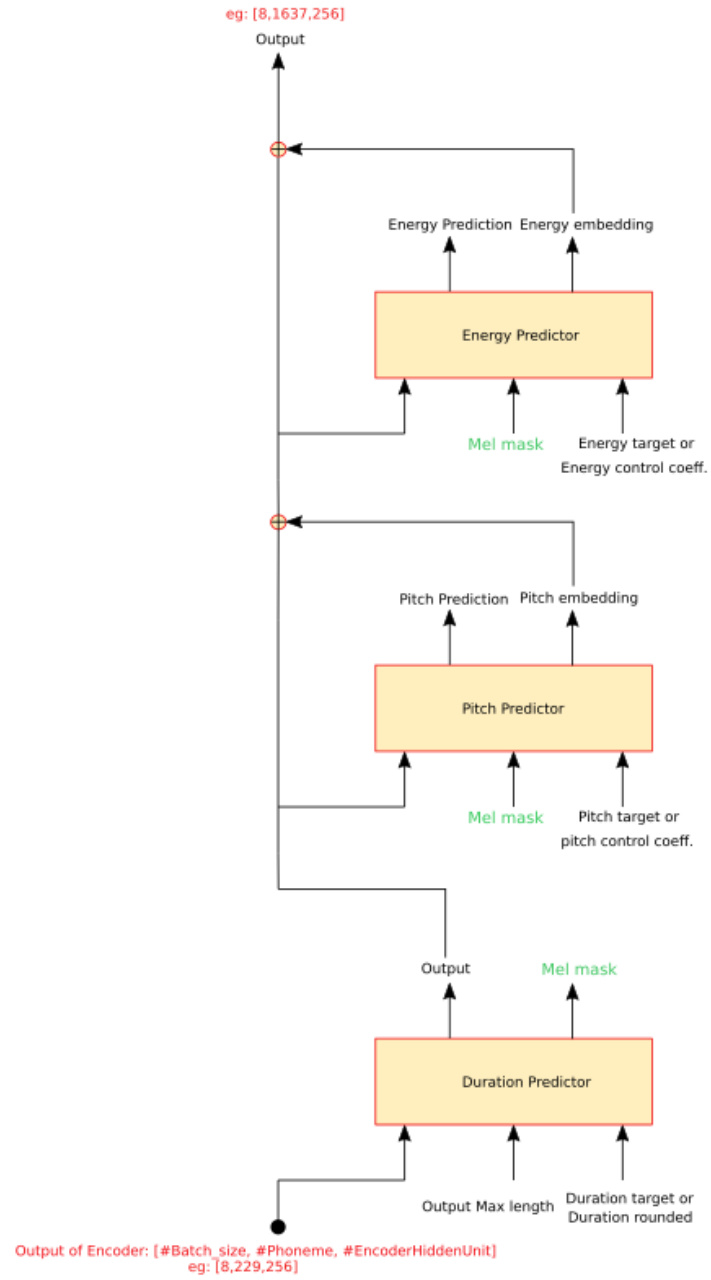 eg: [8,1637,256]
Output
Energy Prediction Energy embedding
Energy Predictor
Mel mask
Energy target or
Energy control coeff.
Pitch Prediction Pitch embedding
Pitch Predictor
Mel mask
Pitch target or
pitch control coeff.
Output
Mel mask
Duration Predictor
Output Max length
Duration target or
Duration rounded
Output of Encoder: [#Batch_size, #Phoneme, #EncoderHiddenUnit]
eg: [8,229,256]